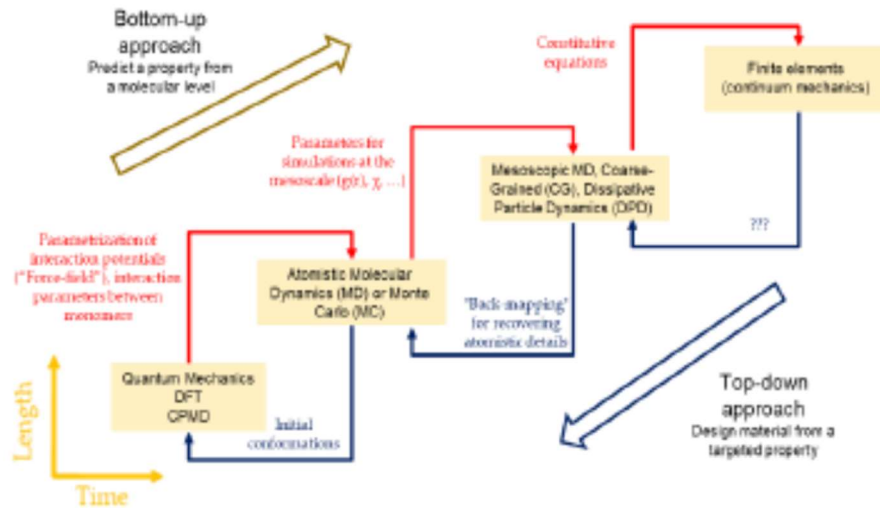 Bottom-up
approach
Predict a property from
a molecular level
Constitutive
equations
Finite elements
(continuum mechanics)
Parameters for
simulations at the
mesoscale (g(r), χ, …)
Mesoscopic MD, Coarse-
Grained (CG), Dissipative
Particle Dynamics (DPD)
???
Parametrization of
interaction potentials
("Force-field"), interaction
parameters between
monomers
Atomistic Molecular
Dynamics (MD) or Monte
Carlo (MC)
'Back-mapping'
for recovering
atomistic details
Quantum Mechanics
DFT
CPMD
Initial
conformations
Top-down
approach
Design material from a
targeted property
Length
Time